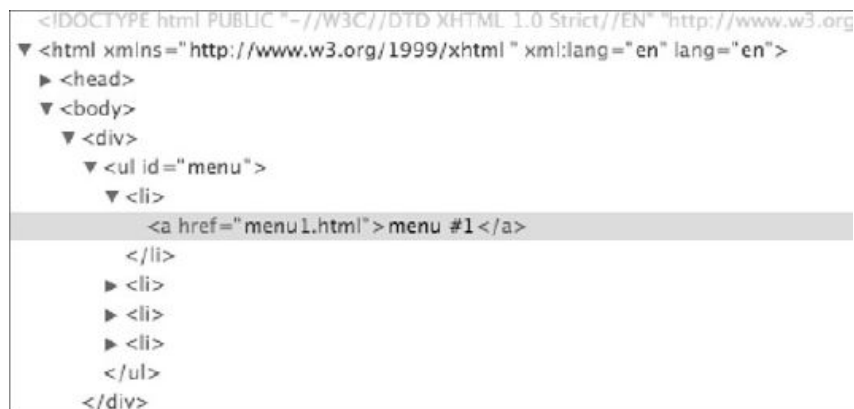 <!DOCTYPE html PUBLIC "-//W3C//DTD XHTML 1.0 Strict//EN" "http://www.w3.org
▼ <html xmlns="http://www.w3.org/1999/xhtml " xml:lang="en" lang="en">
▶ <head>
▼ <body>
▼ <div>
▼ <ul id="menu">
▼ <li>
<a href="menu1.html">menu #1</a>
</li>
▶ <li>
▶ <li>
▶ <li>
</ul>
</div>